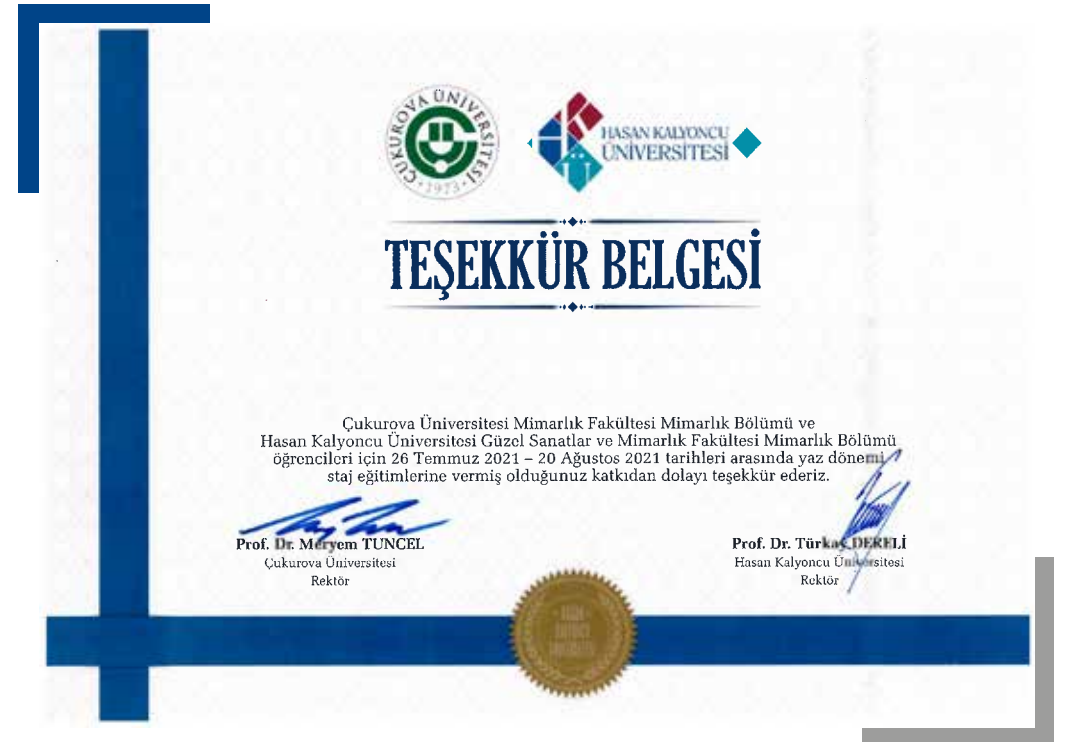 ÇUKUROVA ÜNİVERSİTESİ
1973
HASAN KALYONCU
ÜNİVERSİTESİ
TEŞEKKÜR BELGESİ
Çukurova Üniversitesi Mimarlık Fakültesi Mimarlık Bölümü ve
Hasan Kalyoncu Üniversitesi Güzel Sanatlar ve Mimarlık Fakültesi Mimarlık Bölümü
öğrencileri için 26 Temmuz 2021 – 20 Ağustos 2021 tarihleri arasında yaz dönemi
staj eğitimlerine vermiş olduğunuz katkıdan dolayı teşekkür ederiz.
Prof. Dr. Meryem TUNCEL
Çukurova Üniversitesi
Rektör
Prof. Dr. Türkay DERELİ
Hasan Kalyoncu Üniversitesi
Rektör